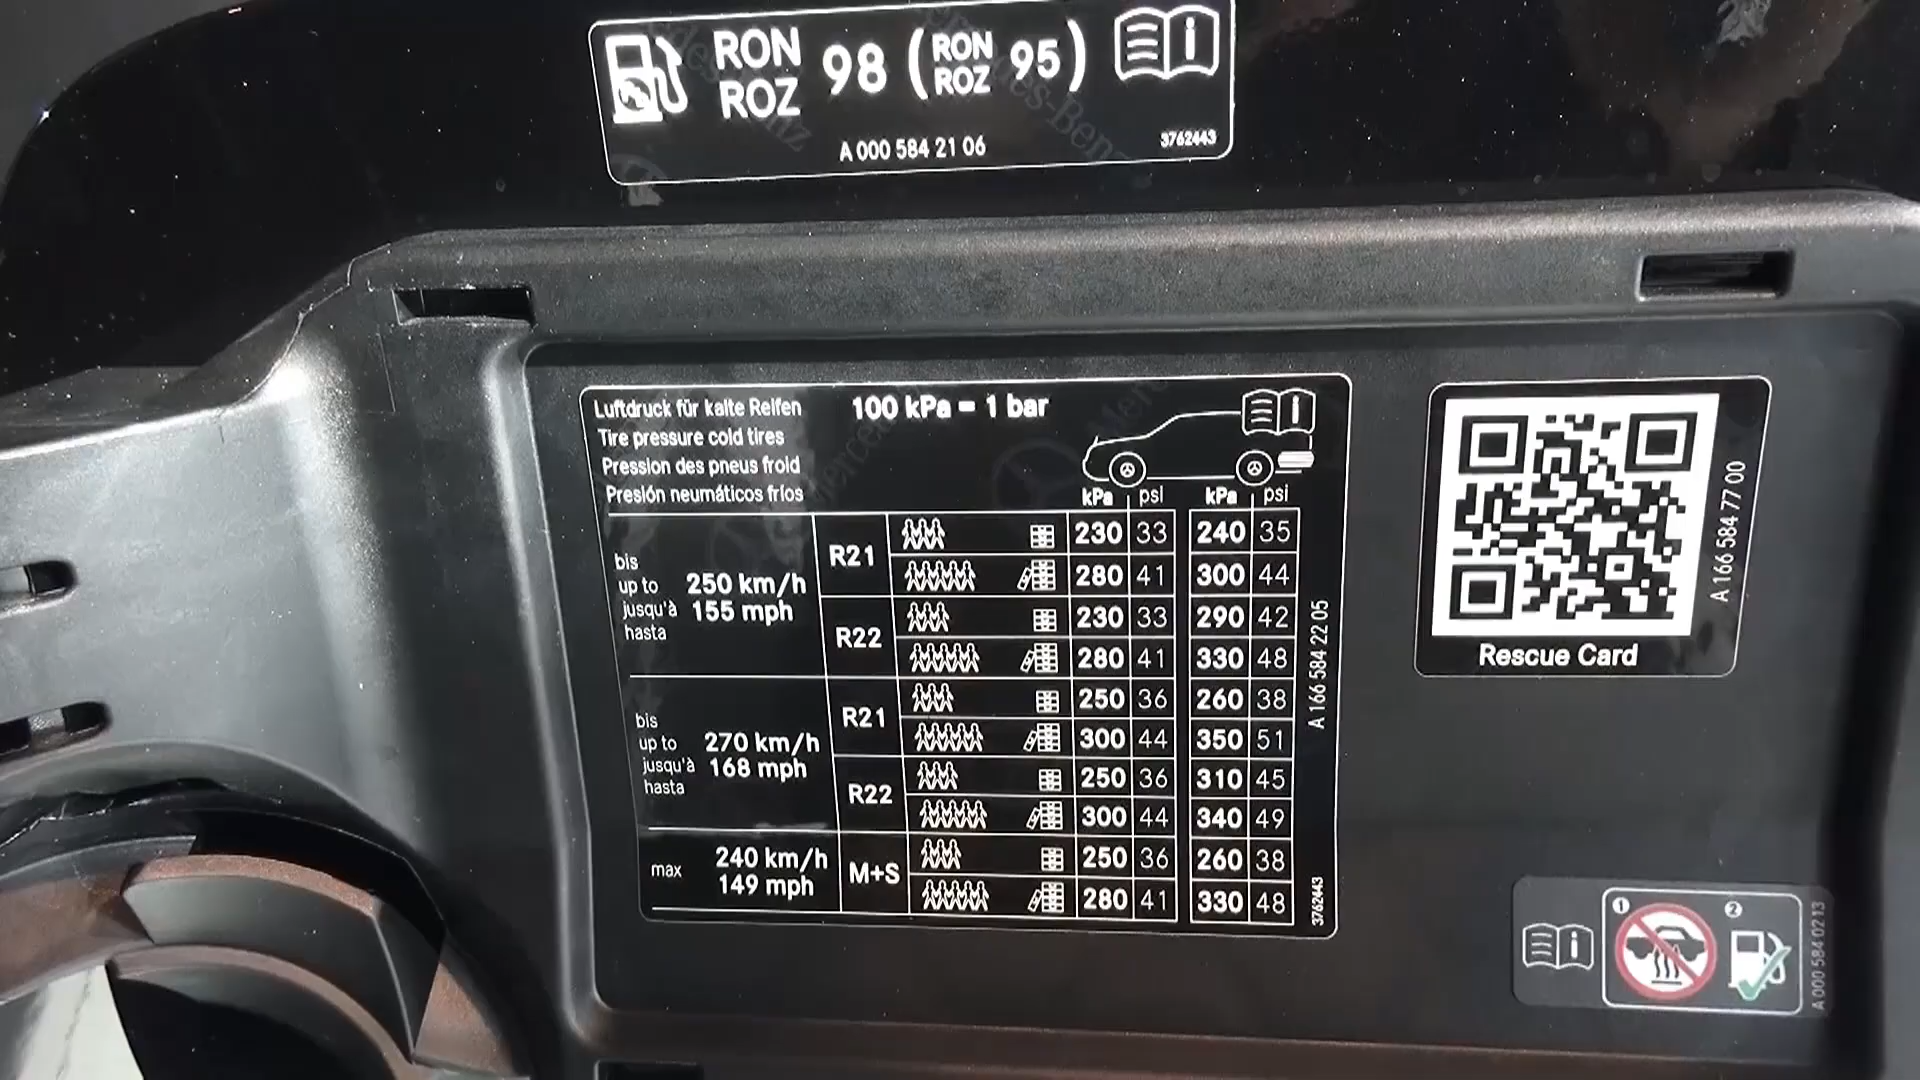 RON ROZ 98 (RON ROZ 95)
A 000 584 21 06
3762443
Luftdruck für kalte Reifen
Tire pressure cold tires
Pression des pneus froid
Presión neumáticos fríos
100 kPa = 1 bar
kPa psi kPa psi
bis
up to
jusqu'à
hasta
250 km/h
155 mph
R21
230 33 240 35
280 41 300 44
R22
230 33 290 42
280 41 330 48
bis
up to
jusqu'à
hasta
270 km/h
168 mph
R21
250 36 260 38
300 44 350 51
R22
250 36 310 45
300 44 340 49
max
240 km/h
149 mph
M+S
250 36 260 38
280 41 330 48
A 166 584 22 05
3762443
Rescue Card
A 166 584 77 00
1 2
A 000 584 02 13